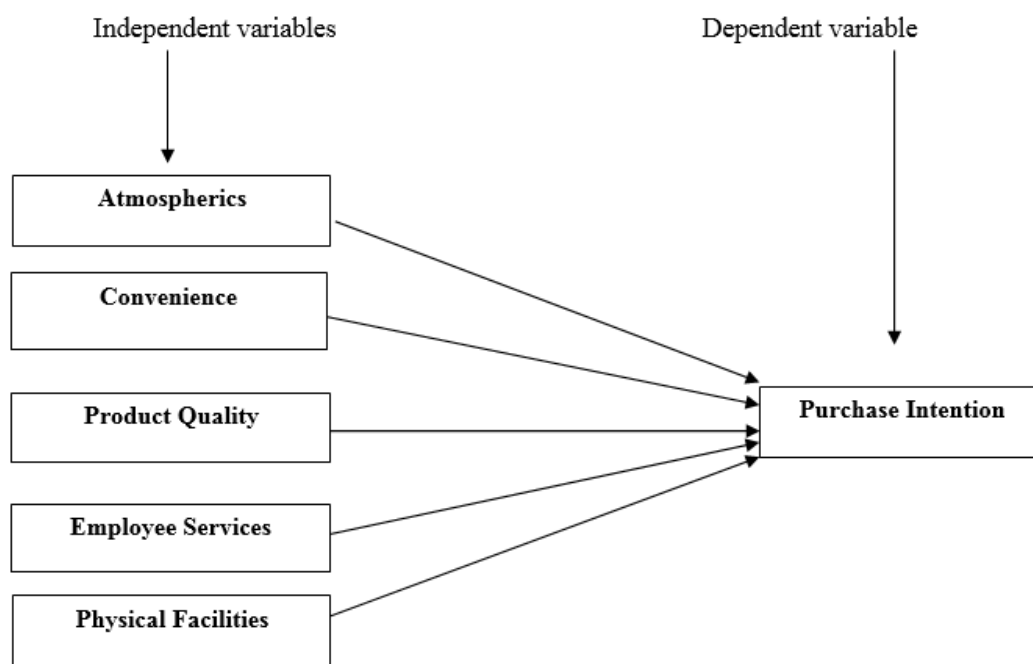 Independent variables
Dependent variable
Atmospherics
Convenience
Product Quality
Purchase Intention
Employee Services
Physical Facilities